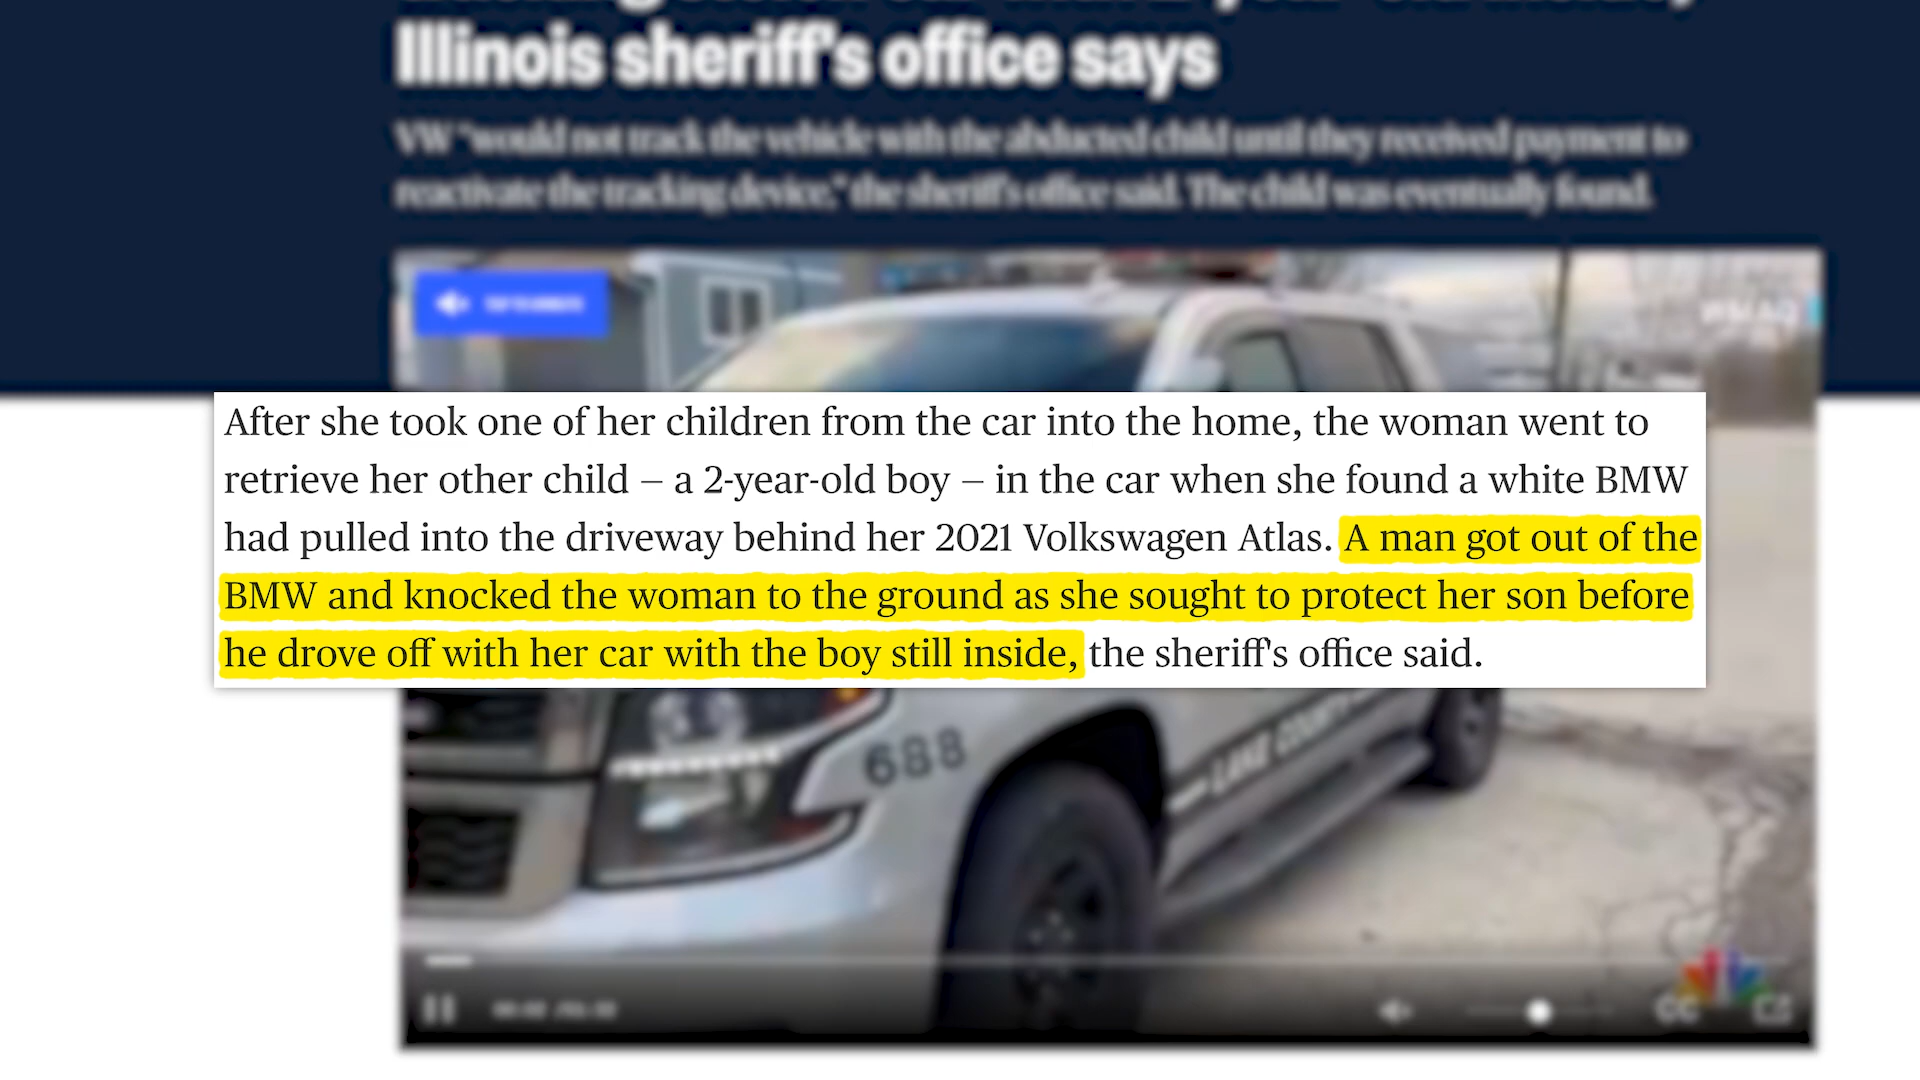 Illinois sheriff's office says
VW "would not track the vehicle with the abducted child until they received payment to
reactivate the tracking device," the sheriff's office said. The child was eventually found.
After she took one of her children from the car into the home, the woman went to
retrieve her other child – a 2-year-old boy – in the car when she found a white BMW
had pulled into the driveway behind her 2021 Volkswagen Atlas. A man got out of the
BMW and knocked the woman to the ground as she sought to protect her son before
he drove off with her car with the boy still inside, the sheriff's office said.
688
LAKE COUNTY
CC